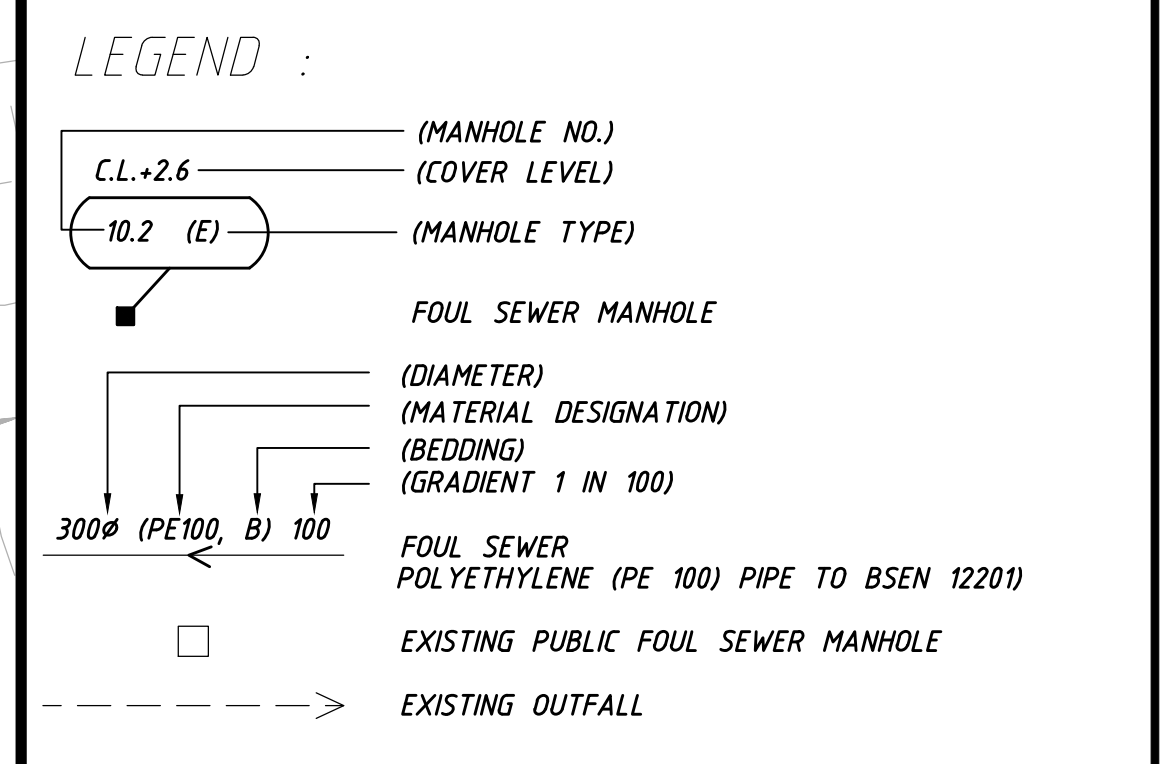 LEGEND :
(MANHOLE NO.)
C.L.+2.6 (COVER LEVEL)
10.2 (E) (MANHOLE TYPE)
FOUL SEWER MANHOLE
(DIAMETER)
(MATERIAL DESIGNATION)
(BEDDING)
(GRADIENT 1 IN 100)
300Ø (PE100, B) 100
FOUL SEWER
POLYETHYLENE (PE 100) PIPE TO BSEN 12201)
EXISTING PUBLIC FOUL SEWER MANHOLE
EXISTING OUTFALL